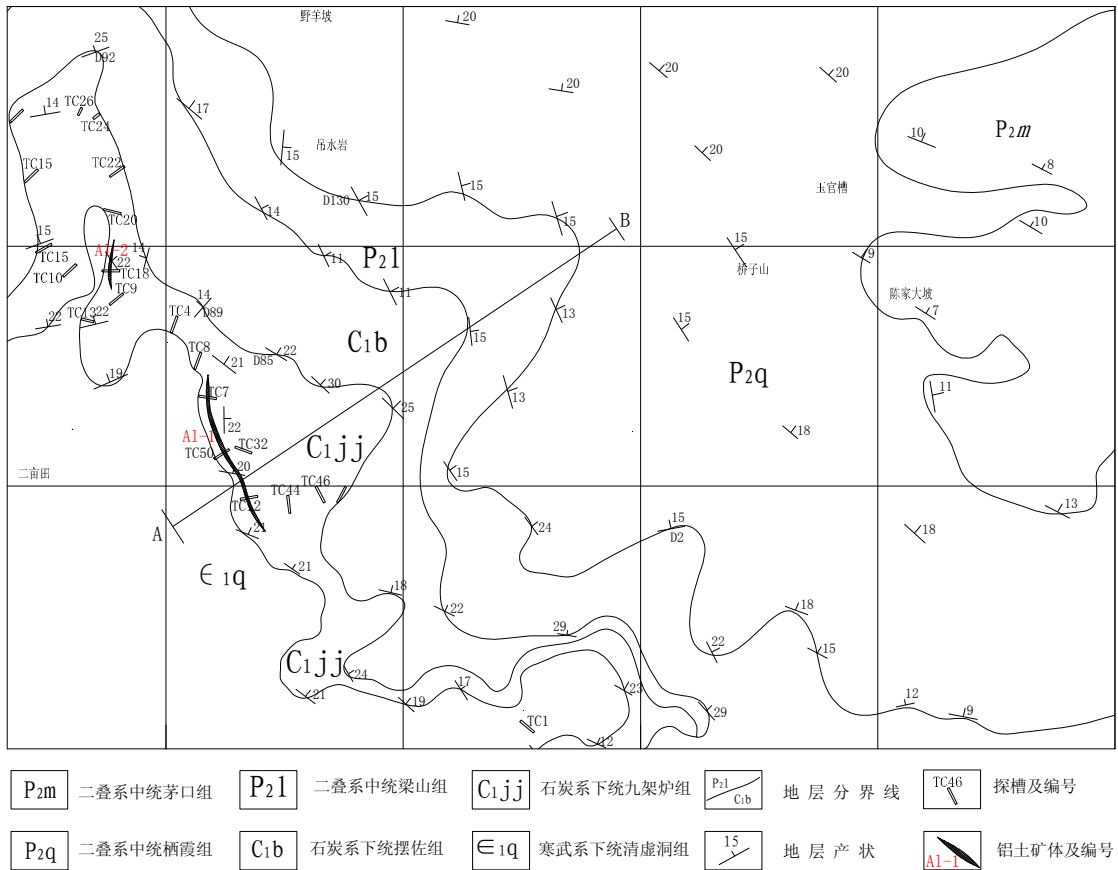 野羊坡
20
25
D92
20
20
20
14
TC26
TC24
17
P₂m
10
吊水岩
15
20
TC15
TC22
8
玉官槽
15
15
D130
14
TC20
15
B
10
15
Al-2
14
15
TC15
22
TC18
TC10
P₂l
11
9
桥子山
TC9
11
14
D89
13
陈家大坡
7
TC13
22
22
TC4
15
15
C₁b
TC8
21
D85
22
30
P₂q
19
TC7
25
13
11
22
Al-1
TC32
C₁jj
18
TC50
20
15
二亩田
TC44
TC46
TC12
13
A
21
24
15
D2
18
∈₁q
21
18
22
18
29
22
15
C₁jj
24
17
23
21
19
29
12
9
TC1
12
P₂m 二叠系中统茅口组
P₂l 二叠系中统梁山组
C₁jj 石炭系下统九架炉组
P₂l C₁b 地层分界线
TC46 探槽及编号
P₂q 二叠系中统栖霞组
C₁b 石炭系下统摆佐组
∈₁q 寒武系下统清虚洞组
15 地层产状
Al-1 铝土矿体及编号